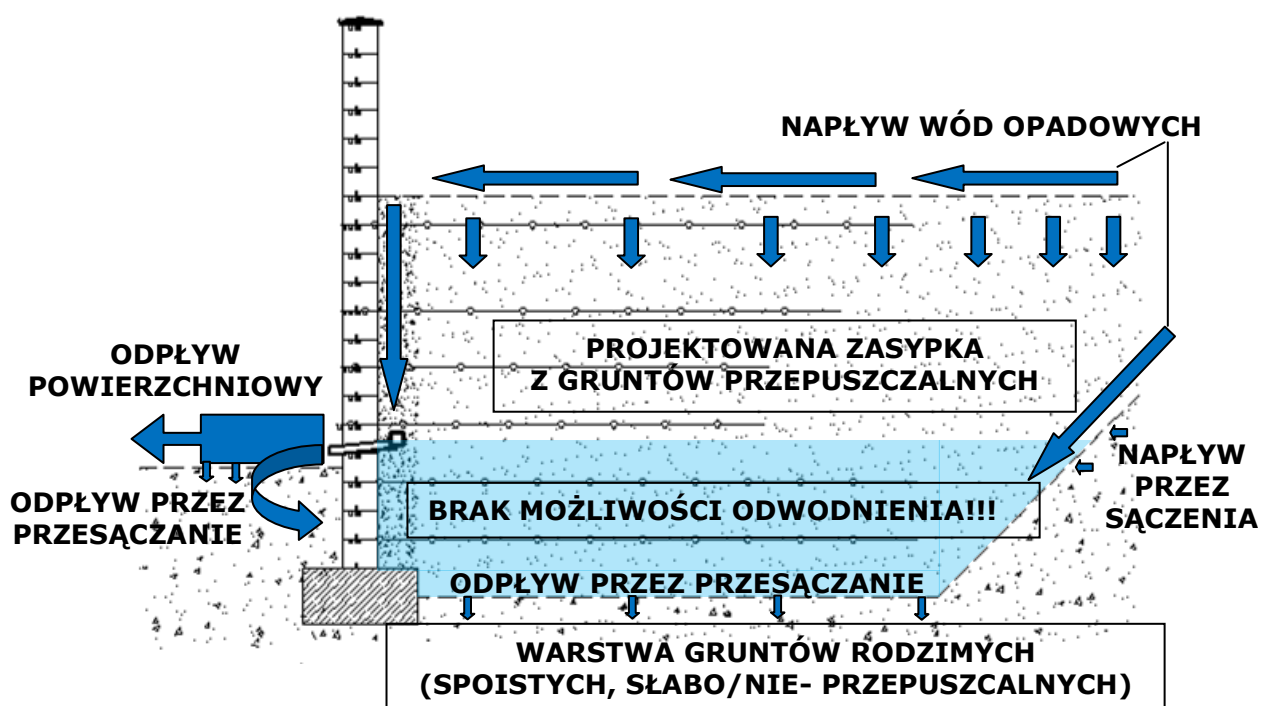 NAPŁYW WÓD OPADOWYCH
PROJEKTOWANA ZASYPKA
Z GRUNTÓW PRZEPUSZCZALNYCH
ODPŁYW
POWIERZCHNIOWY
NAPŁYW
PRZEZ
SĄCZENIA
ODPŁYW PRZEZ
PRZESĄCZANIE
BRAK MOŻLIWOŚCI ODWODNIENIA!!!
ODPŁYW PRZEZ PRZESĄCZANIE
WARSTWA GRUNTÓW RODZIMYCH
(SPOISTYCH, SŁABO/NIE- PRZEPUSZCALNYCH)